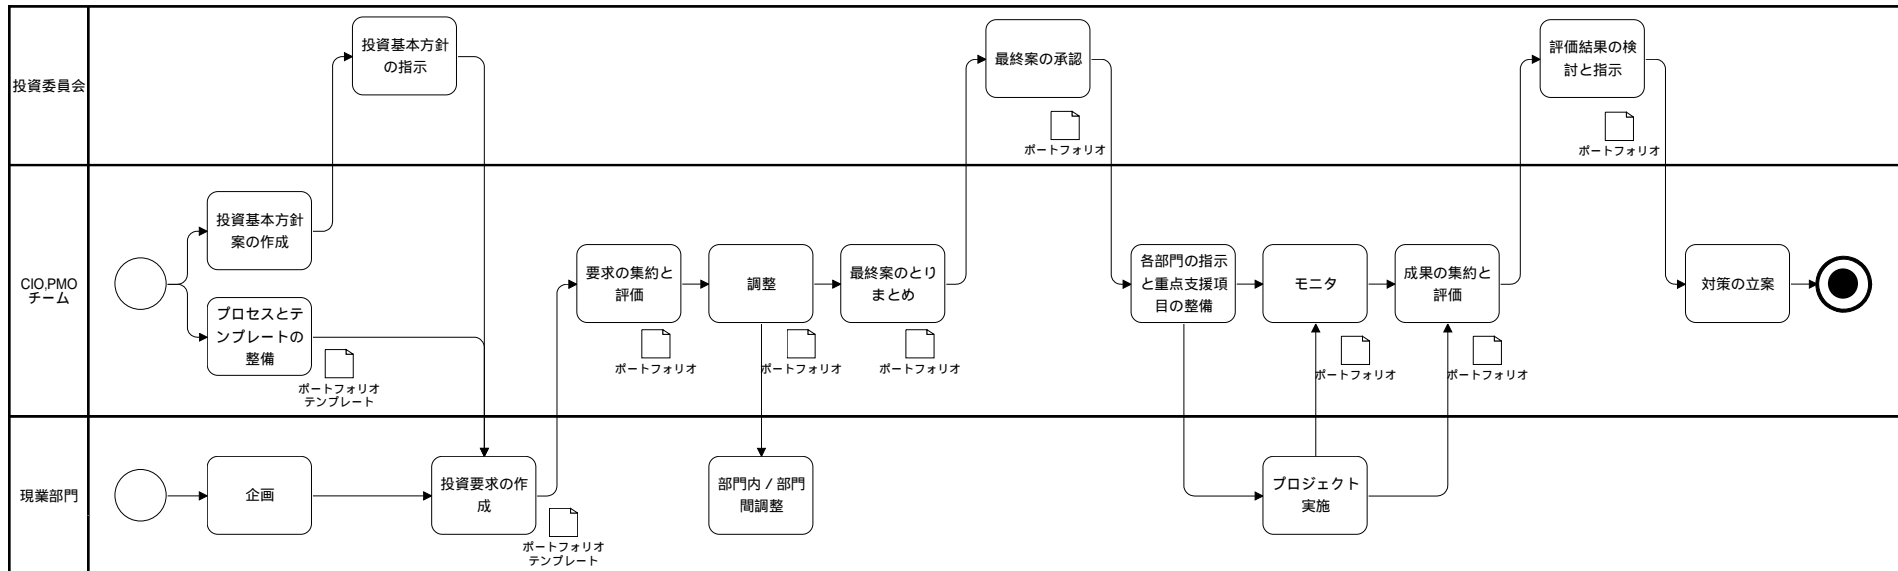 投資委員会
投資基本方針
の指示
最終案の承認
ポートフォリオ
評価結果の検
討と指示
ポートフォリオ
CIO,PMO
チーム
投資基本方針
案の作成
プロセスとテ
ンプレートの
整備
ポートフォリオ
テンプレート
要求の集約と
評価
ポートフォリオ
調整
ポートフォリオ
最終案のとり
まとめ
ポートフォリオ
各部門の指示
と重点支援項
目の整備
モニタ
ポートフォリオ
成果の集約と
評価
ポートフォリオ
対策の立案
現業部門
企画
投資要求の作
成
ポートフォリオ
テンプレート
部門内 / 部門
間調整
プロジェクト
実施